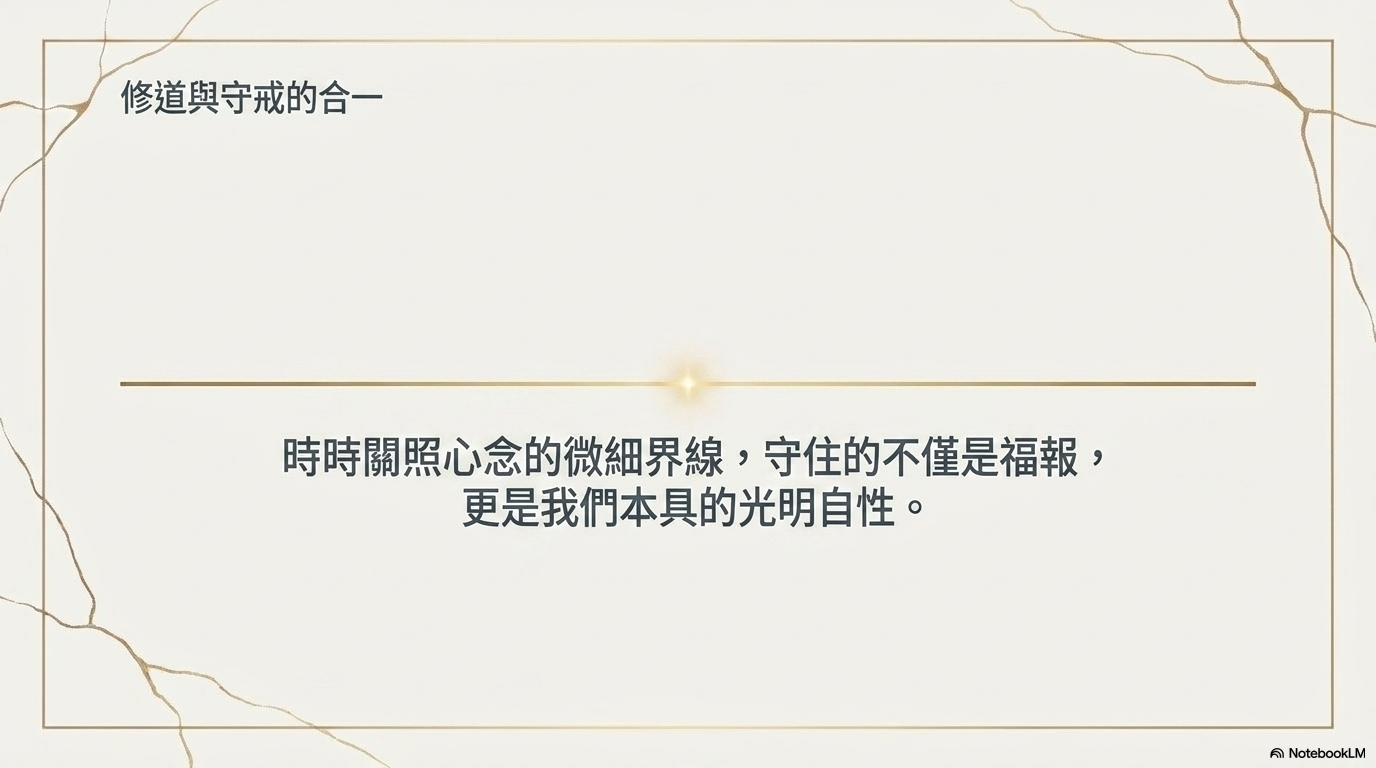 修道與守戒的合一
時時關照心念的微細界線，守住的不僅是福報，
更是我們本具的光明自性。
NotebookLM